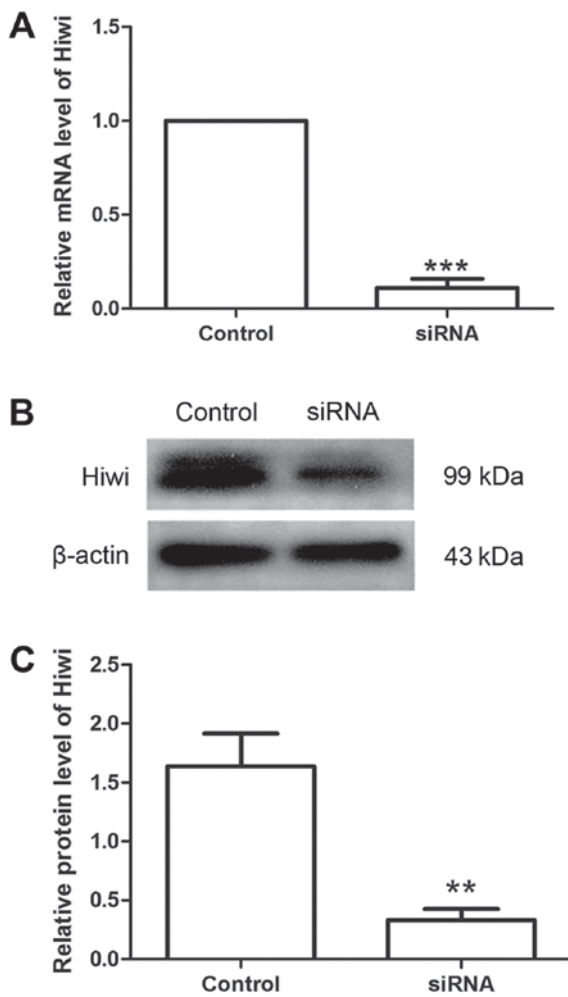 A
Relative mRNA level of Hiwi
1.5
1.0
0.5
0.0
***
Control siRNA
B
Control siRNA
Hiwi 99 kDa
β-actin 43 kDa
C
Relative protein level of Hiwi
2.5
2.0
1.5
1.0
0.5
0.0
**
Control siRNA